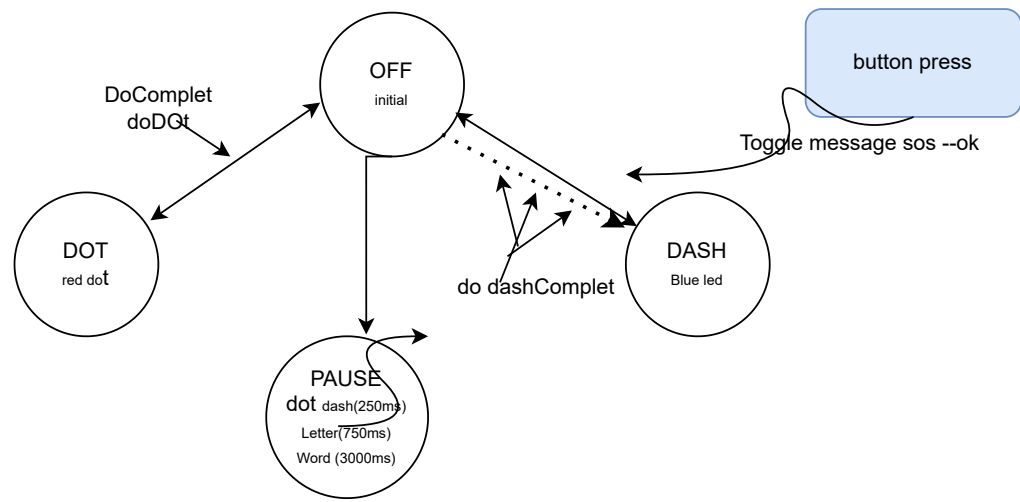 OFF
initial
button press
DoComplet
doDOt
Toggle message sos --ok
DOT
red dot
DASH
Blue led
do dashComplet
PAUSE
dot dash(250ms)
Letter(750ms)
Word (3000ms)